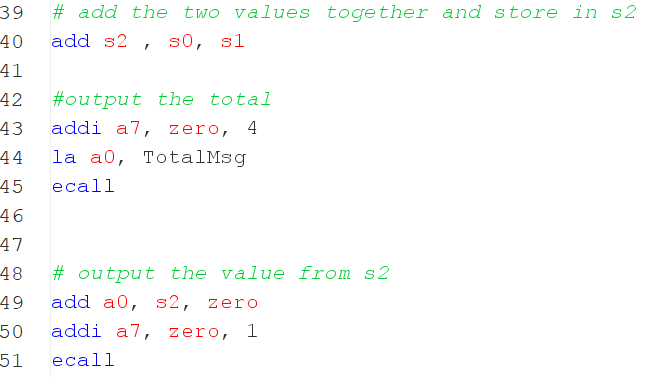 39 # add the two values together and store in s2
40 add s2 , s0, s1
41
42 #output the total
43 addi a7, zero, 4
44 la a0, TotalMsg
45 ecall
46
47
48 # output the value from s2
49 add a0, s2, zero
50 addi a7, zero, 1
51 ecall